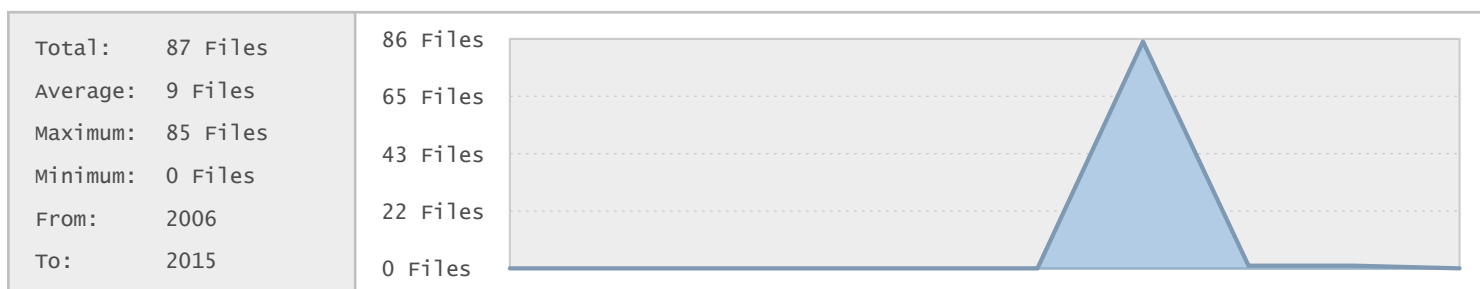 Total: 87 Files
Average: 9 Files
Maximum: 85 Files
Minimum: 0 Files
From: 2006
To: 2015
86 Files
65 Files
43 Files
22 Files
0 Files